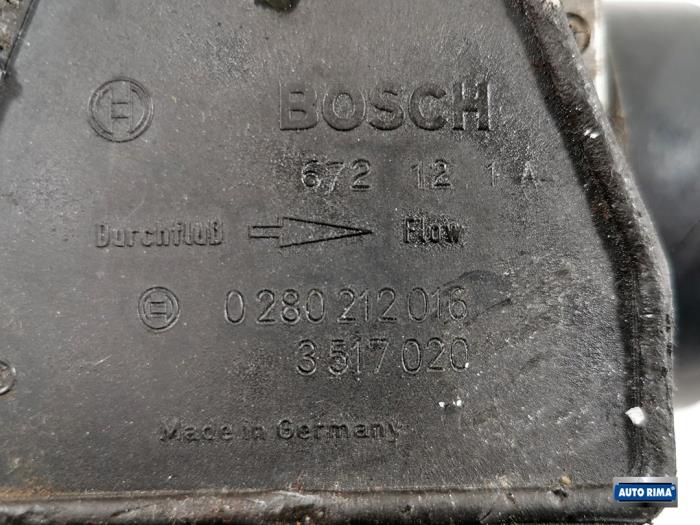 BOSCH
672 12 1 A
Durchfluß Flow
0 280 212 016
3 517 020
Made in Germany
AUTO RIMA